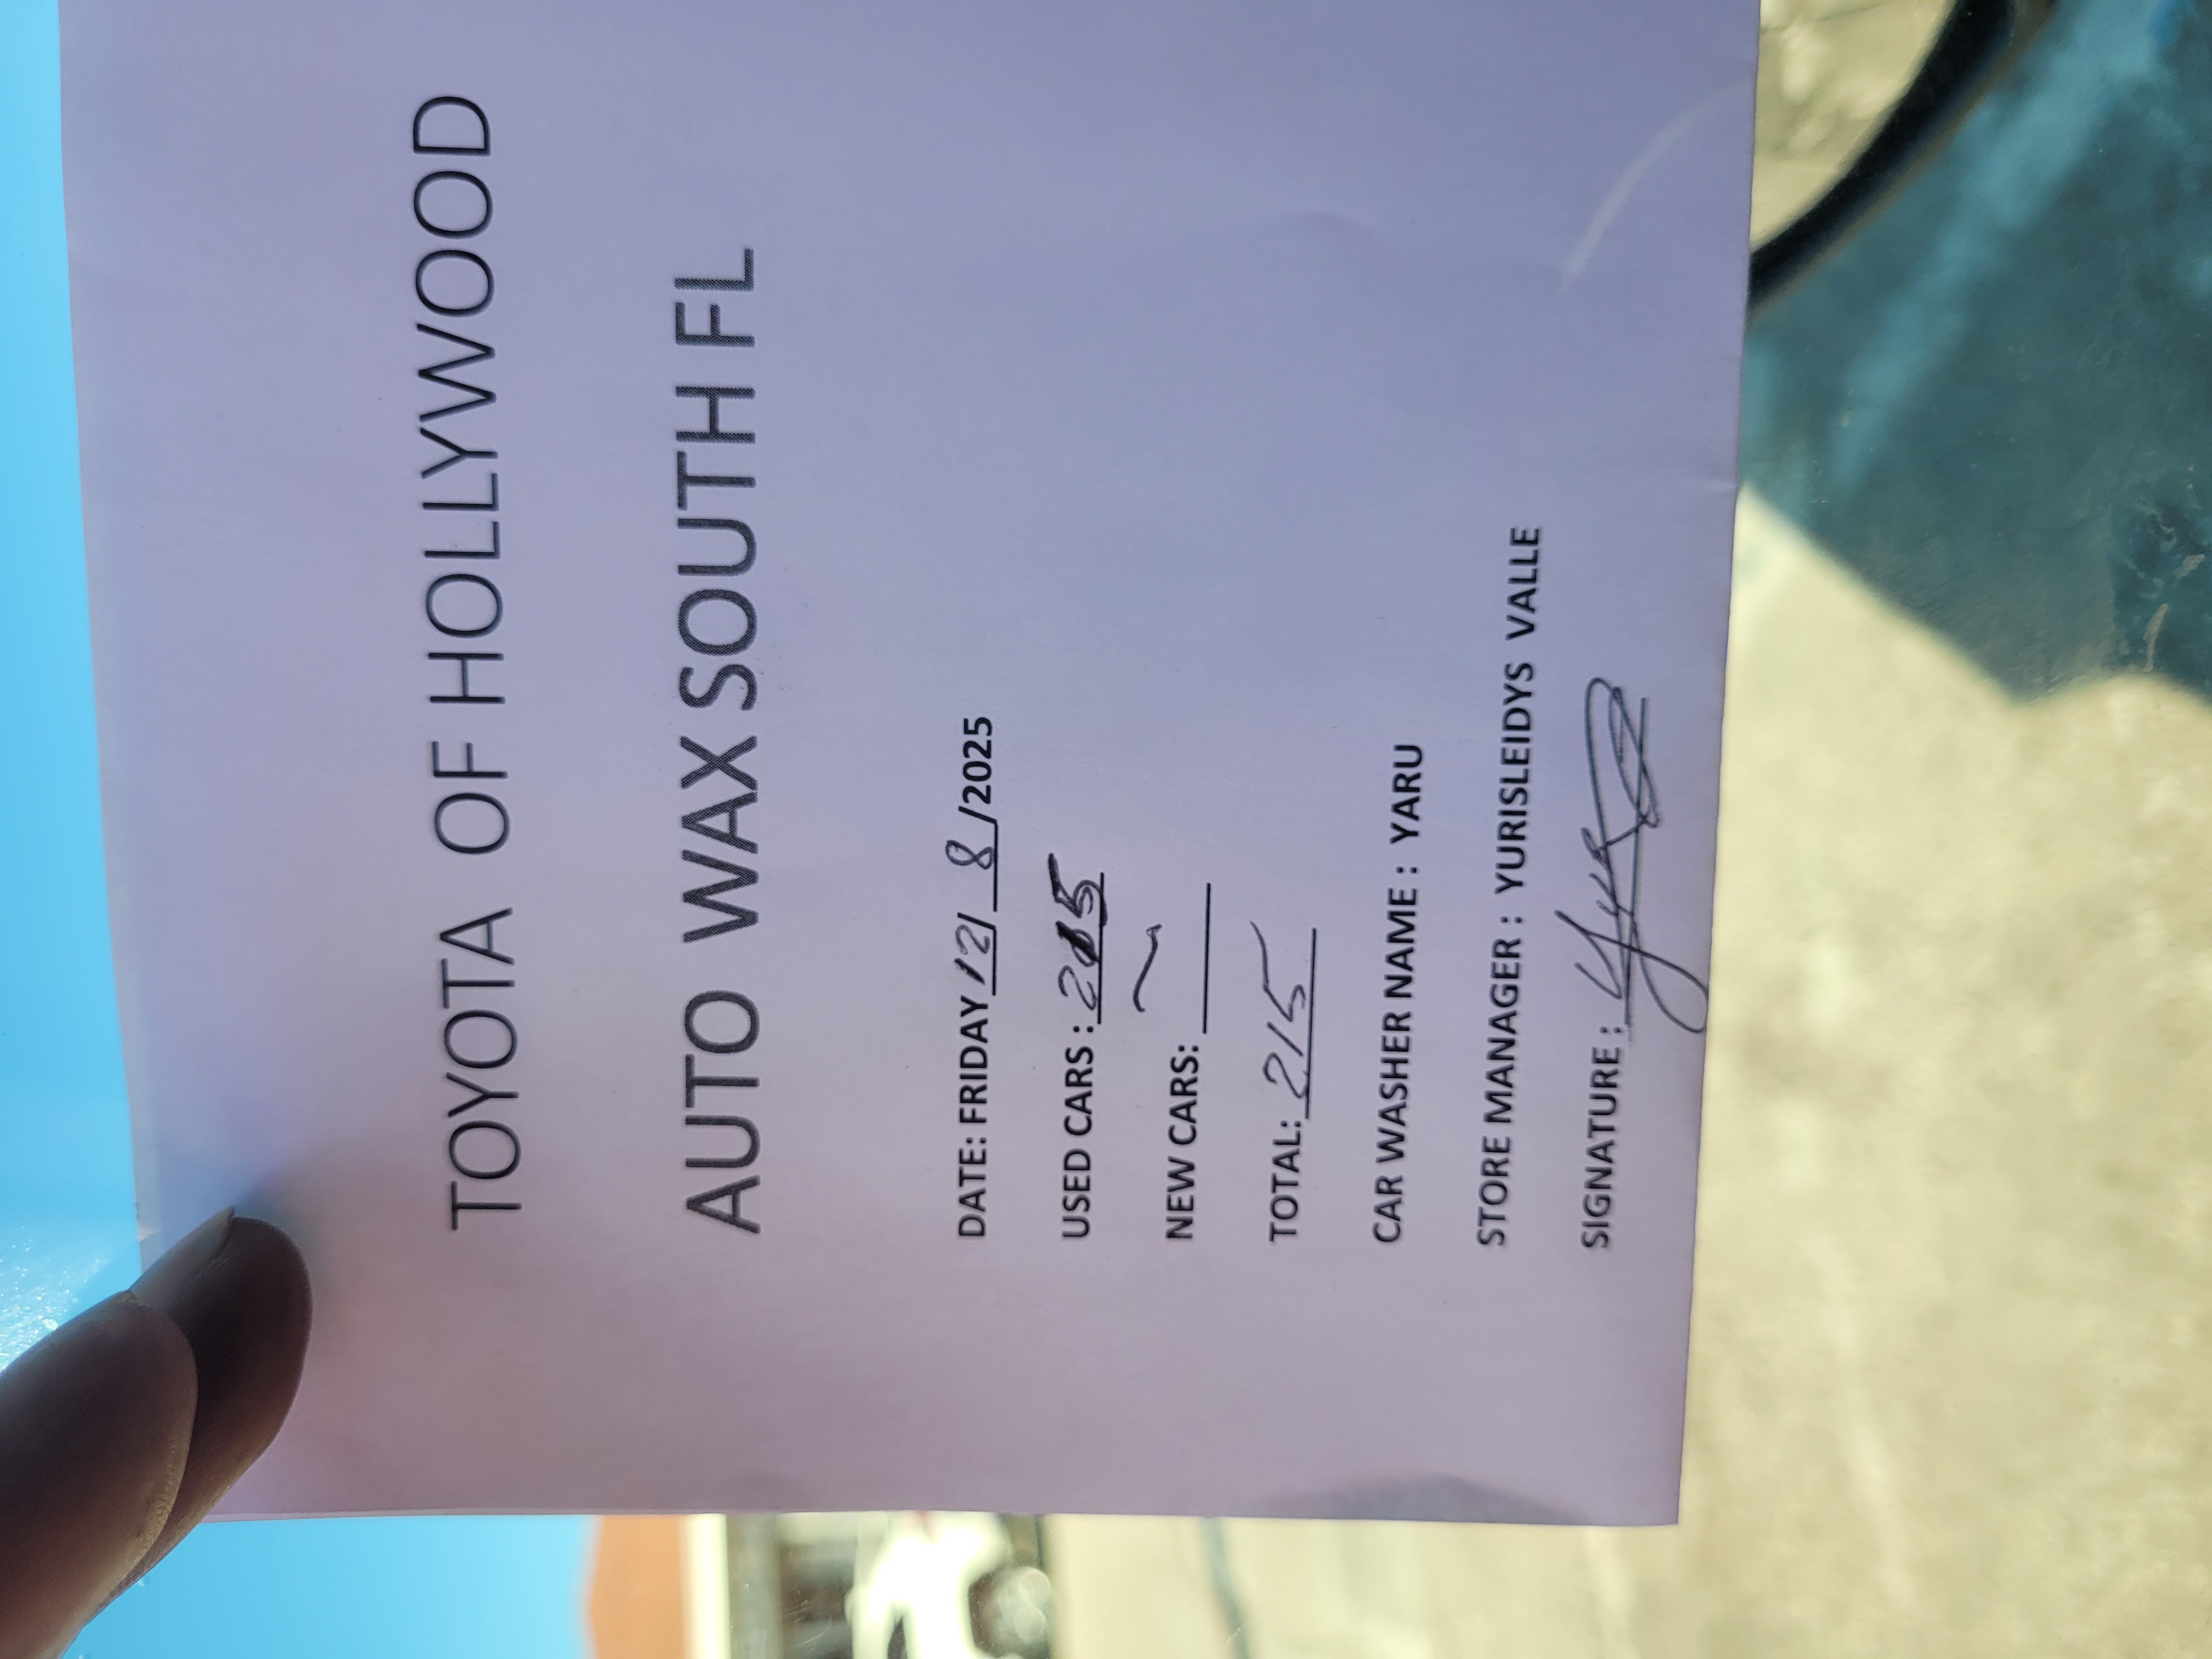 TOYOTA OF HOLLYWOOD
AUTO WAX SOUTH FL
DATE: FRIDAY 12/ 8 /2025
USED CARS : 215
NEW CARS: ~
TOTAL: 215
CAR WASHER NAME : YARU
STORE MANAGER : YURISLEIDYS VALLE
SIGNATURE :